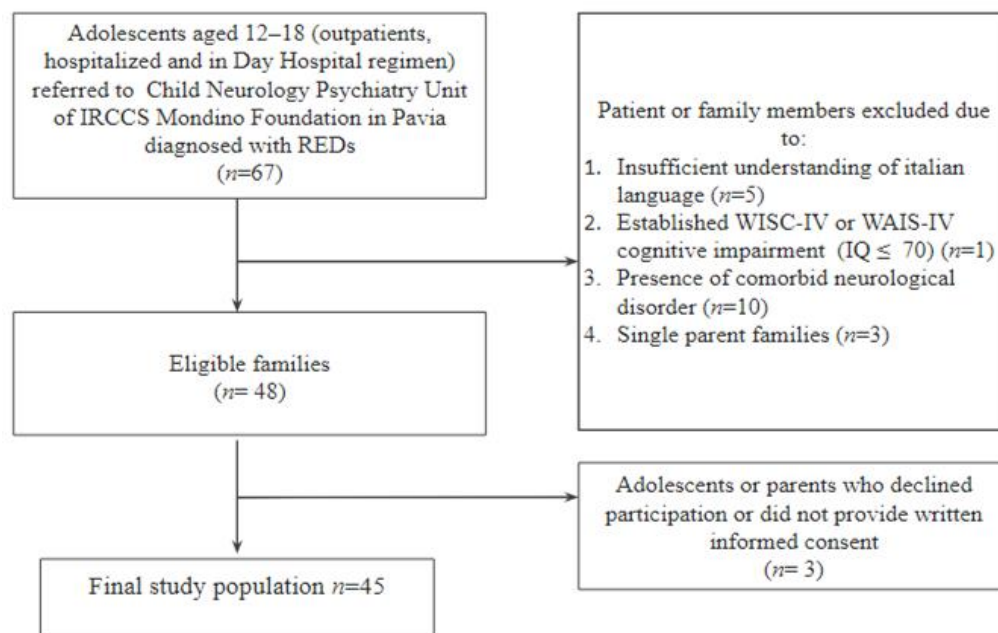 Adolescents aged 12–18 (outpatients,
hospitalized and in Day Hospital regimen)
referred to Child Neurology Psychiatry Unit
of IRCCS Mondino Foundation in Pavia
diagnosed with REDs
(n=67)
Patient or family members excluded due
to:
1. Insufficient understanding of italian
language (n=5)
2. Established WISC-IV or WAIS-IV
cognitive impairment (IQ ≤ 70) (n=1)
3. Presence of comorbid neurological
disorder (n=10)
4. Single parent families (n=3)
Eligible families
(n= 48)
Adolescents or parents who declined
participation or did not provide written
informed consent
(n= 3)
Final study population n=45